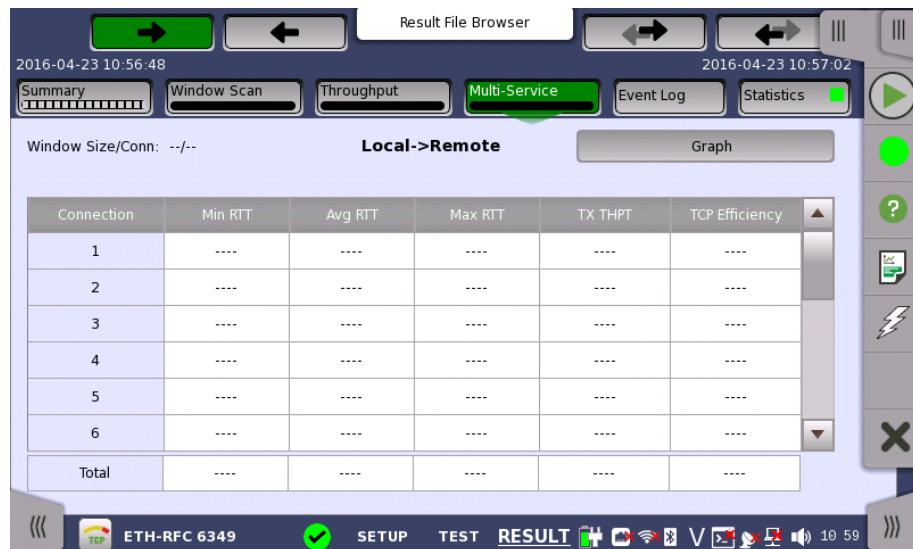 Result File Browser
2016-04-23 10:56:48
2016-04-23 10:57:02
Summary
Window Scan
Throughput
Multi-Service
Event Log
Statistics
Window Size/Conn: --/--
Local->Remote
Graph
Connection Min RTT Avg RTT Max RTT TX THPT TCP Efficiency
1 ---- ---- ---- ---- ----
2 ---- ---- ---- ---- ----
3 ---- ---- ---- ---- ----
4 ---- ---- ---- ---- ----
5 ---- ---- ---- ---- ----
6 ---- ---- ---- ---- ----
Total ---- ---- ---- ---- ----
TCP
ETH-RFC 6349
SETUP
TEST
RESULT
V
10 59